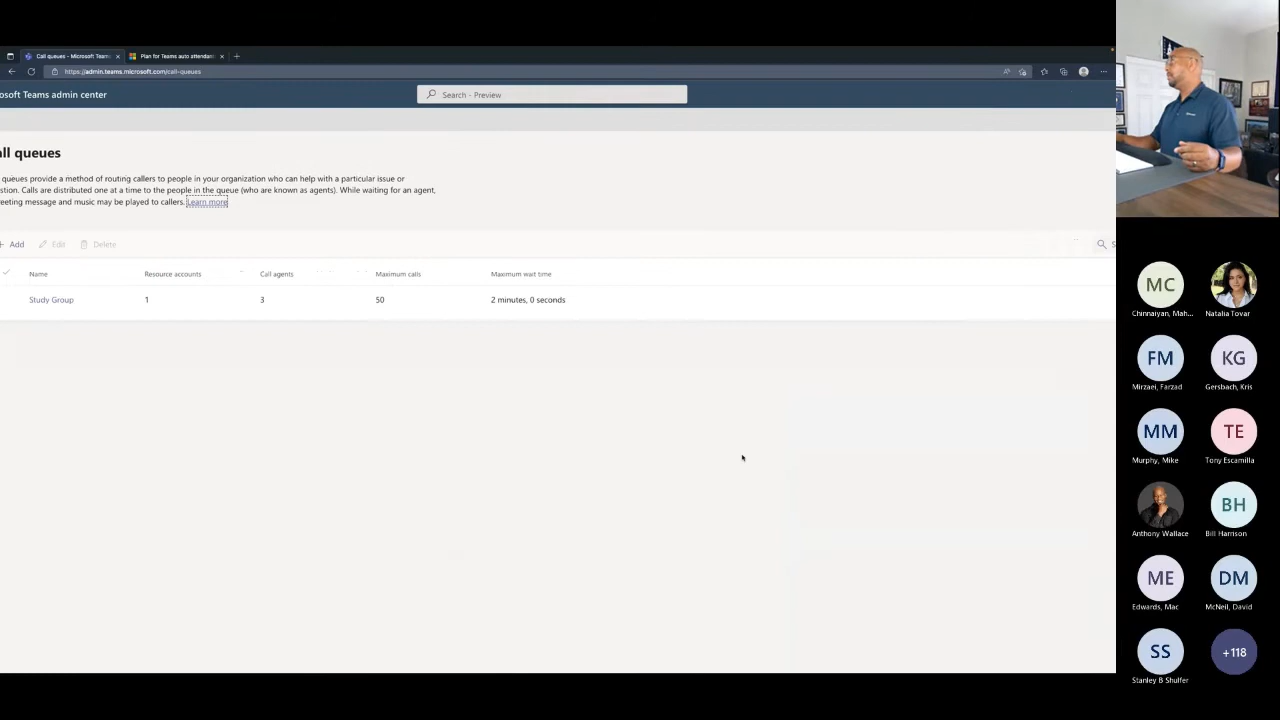 Call queues - Microsoft Teams
Plan for Teams auto attendant
https://admin.teams.microsoft.com/call-queues
osoft Teams admin center
Search - Preview
all queues
queues provide a method of routing callers to people in your organization who can help with a particular issue or
stion. Calls are distributed one at a time to the people in the queue (who are known as agents). While waiting for an agent,
reeting message and music may be played to callers. Learn more
+ Add
Edit
Delete
S
Name
Resource accounts
Call agents
Maximum calls
Maximum wait time
Study Group
1
3
50
2 minutes, 0 seconds
MC
Chinnaiyan, Mah...
Natalia Tovar
FM
Mirzaei, Farzad
KG
Gersbach, Kris
MM
Murphy, Mike
TE
Tony Escamilla
Anthony Wallace
BH
Bill Harrison
ME
Edwards, Mac
DM
McNeil, David
SS
Stanley B Shulfer
+118